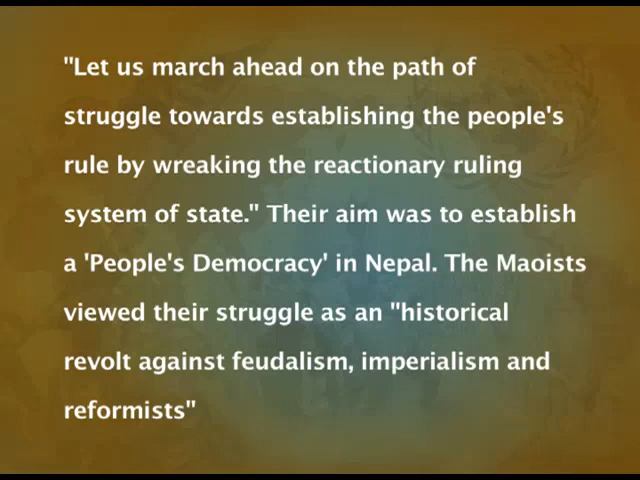 "Let us march ahead on the path of
struggle towards establishing the people's
rule by wreaking the reactionary ruling
system of state." Their aim was to establish
a 'People's Democracy' in Nepal. The Maoists
viewed their struggle as an "historical
revolt against feudalism, imperialism and
reformists"